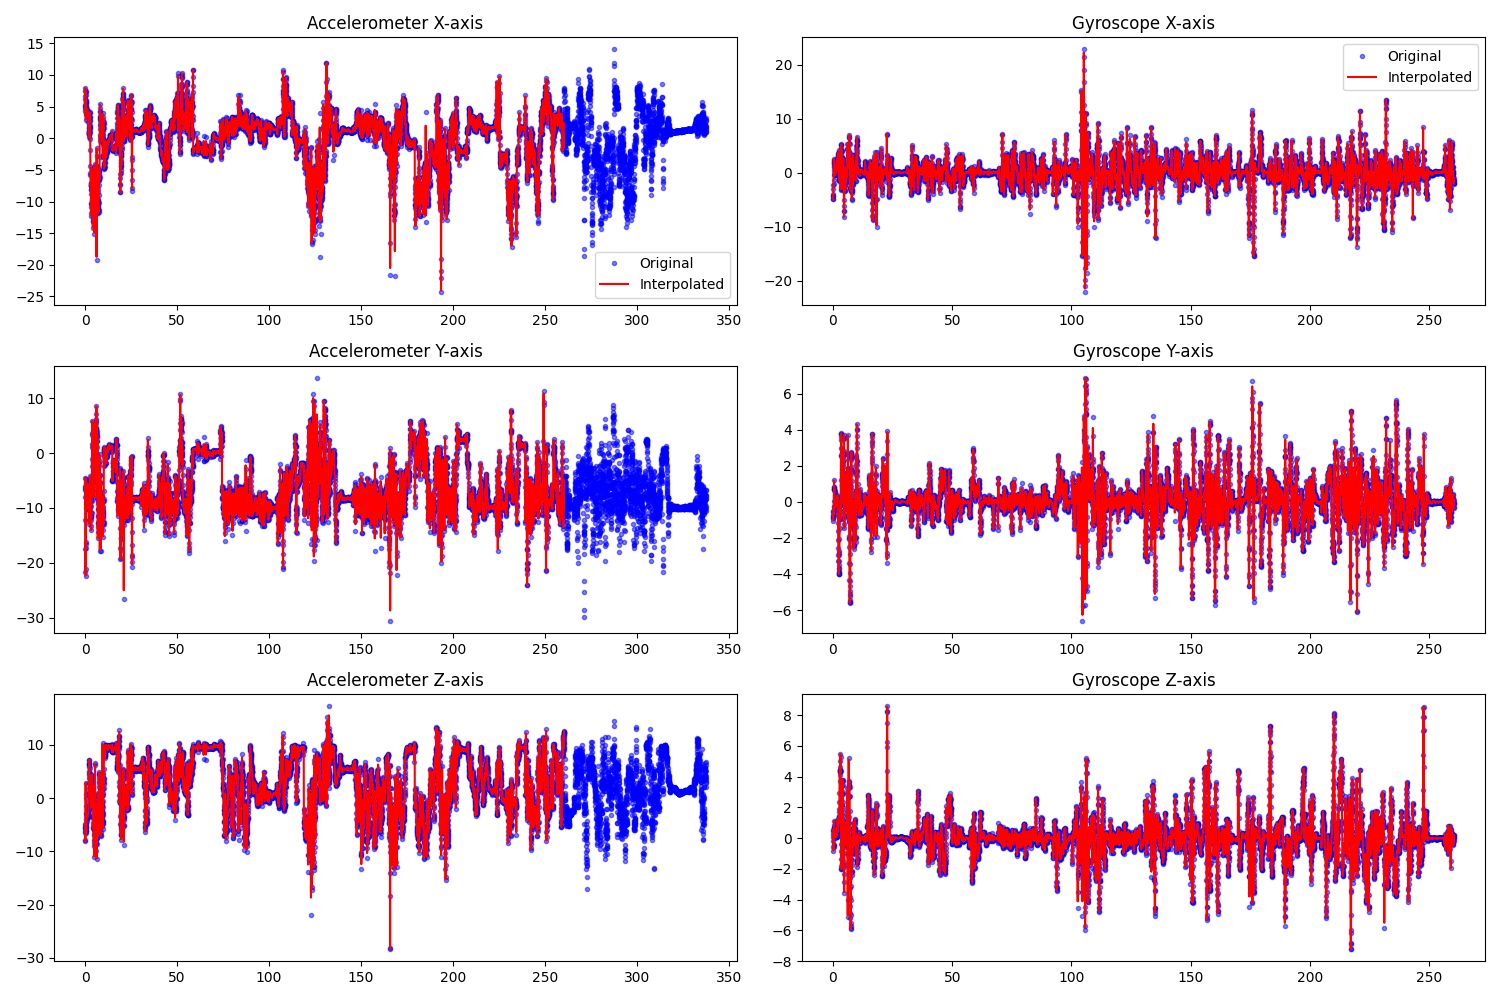 Accelerometer X-axis
15
10
5
0
−5
−10
−15
−20
−25
0 50 100 150 200 250 300 350
Original
Interpolated
Gyroscope X-axis
20
10
0
−10
−20
0 50 100 150 200 250
Original
Interpolated
Accelerometer Y-axis
10
0
−10
−20
−30
0 50 100 150 200 250 300 350
Gyroscope Y-axis
6
4
2
0
−2
−4
−6
0 50 100 150 200 250
Accelerometer Z-axis
10
0
−10
−20
−30
0 50 100 150 200 250 300 350
Gyroscope Z-axis
8
6
4
2
0
−2
−4
−6
−8
0 50 100 150 200 250